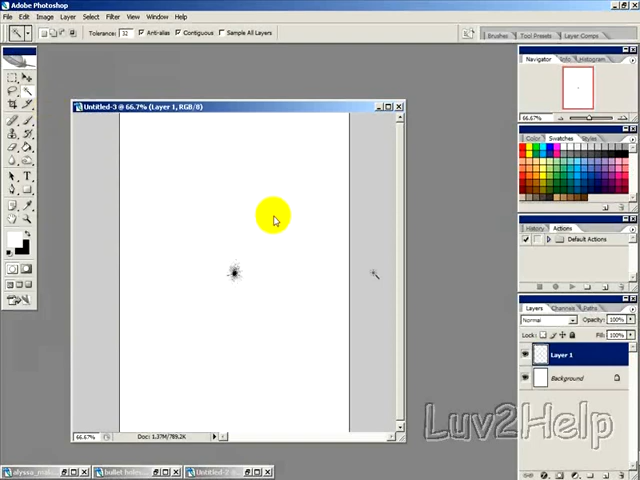 Adobe Photoshop
File Edit Image Layer Select Filter View Window Help
Tolerance: 32 Anti-alias Contiguous Sample All Layers
Brushes Tool Presets Layer Comps
Navigator Info Histogram
Untitled-3 @ 66.7% (Layer 1, RGB/8)
66.67%
Color Swatches Styles
History Actions
Default Actions
Layers Channels Paths
Normal Opacity: 100%
Lock: Fill: 100%
Layer 1
Background
Luv2Help
66.67% Doc: 1.37M/789.2K
bullet holes
Untitled-3 @